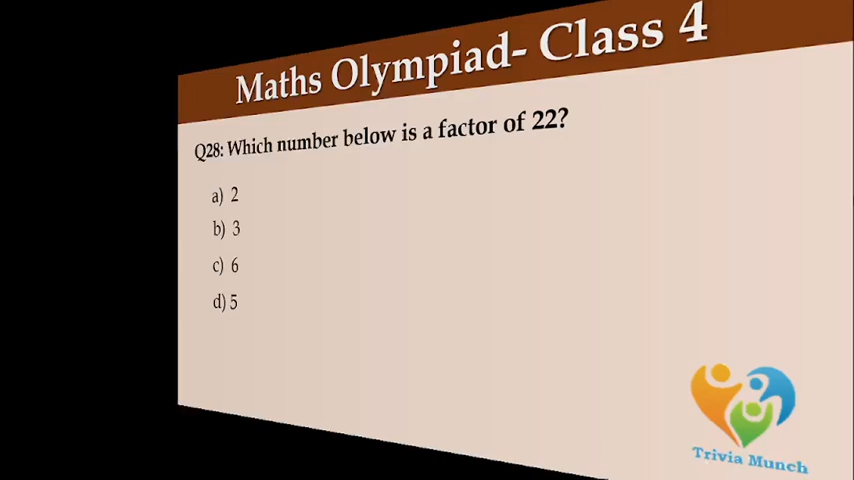 Maths Olympiad- Class 4
Q28: Which number below is a factor of 22?
a) 2
b) 3
c) 6
d) 5
Trivia Munch